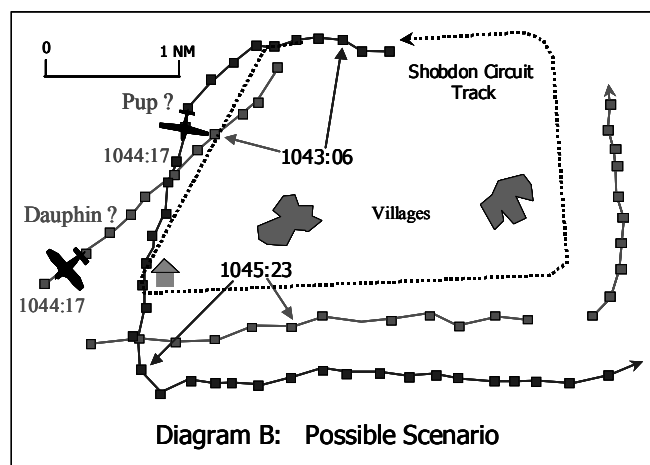 0
1 NM
Shobdon Circuit
Track
Pup ?
1044:17
1043:06
Dauphin ?
Villages
1045:23
1044:17
Diagram B: Possible Scenario